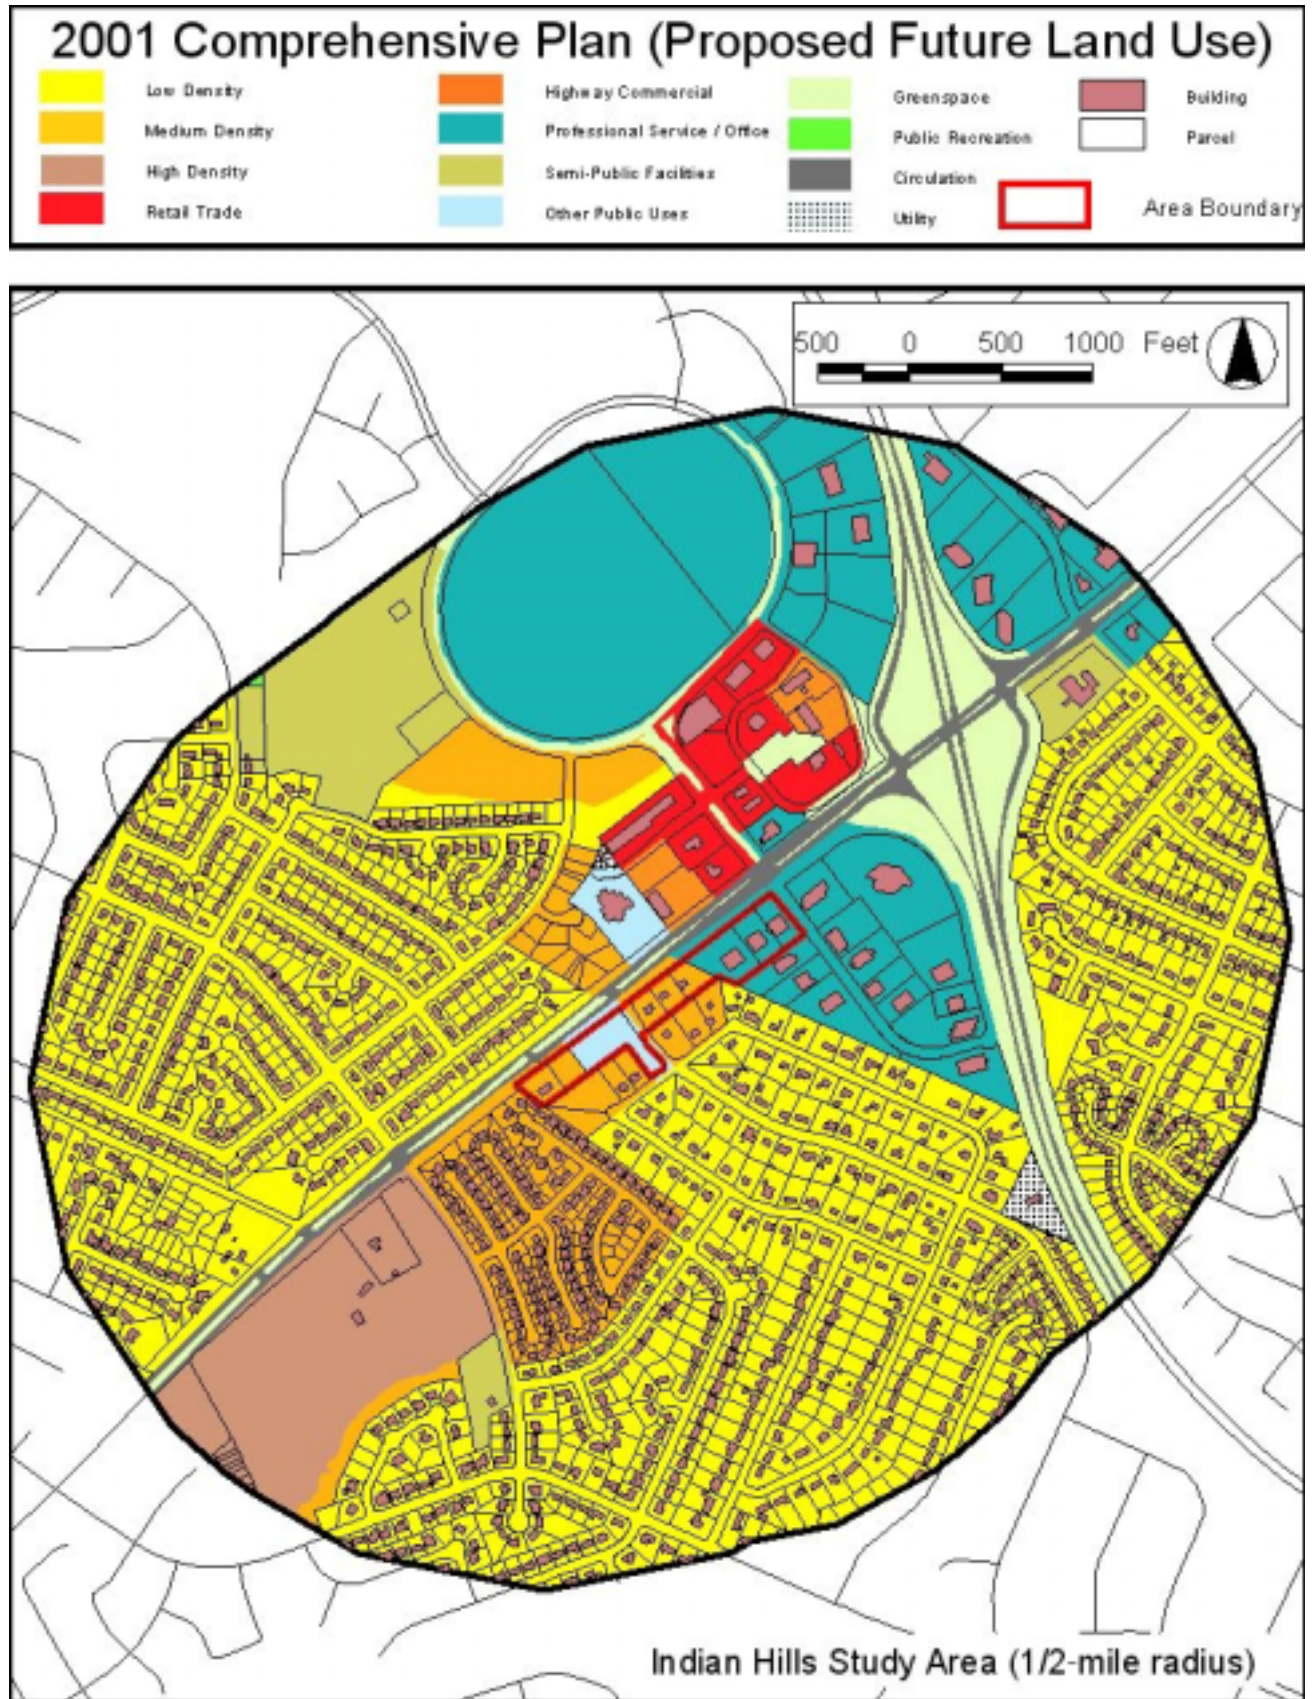 2001 Comprehensive Plan (Proposed Future Land Use)
Low Density
Medium Density
High Density
Retail Trade
Highway Commercial
Professional Service / Office
Semi-Public Facilities
Other Public Uses
Greenspace
Public Recreation
Circulation
Utility
Building
Parcel
Area Boundary
500 0 500 1000 Feet
Indian Hills Study Area (1/2-mile radius)